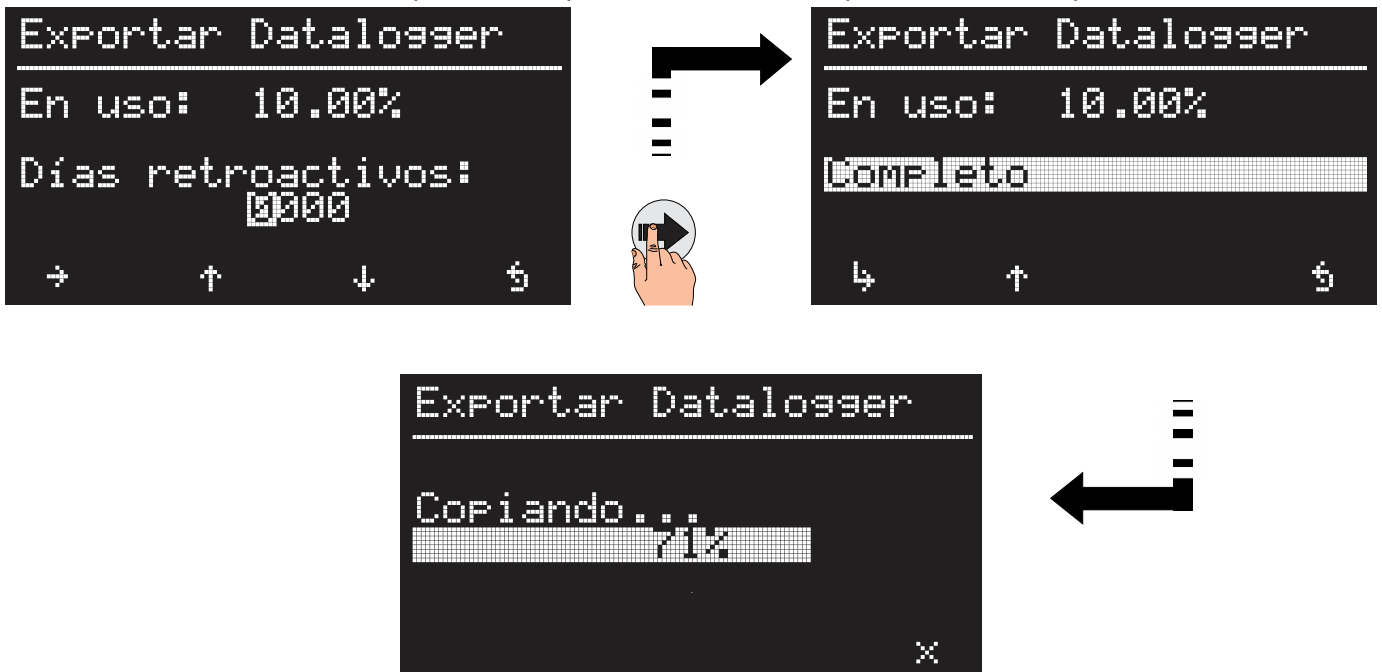 Exportar Datalogger
En uso: 10.00%
Días retroactivos:
0000
→ ↑ ↓ ↰
Exportar Datalogger
En uso: 10.00%
Completo
↳ ↑ ↰
Exportar Datalogger
Copiando...
71%
×